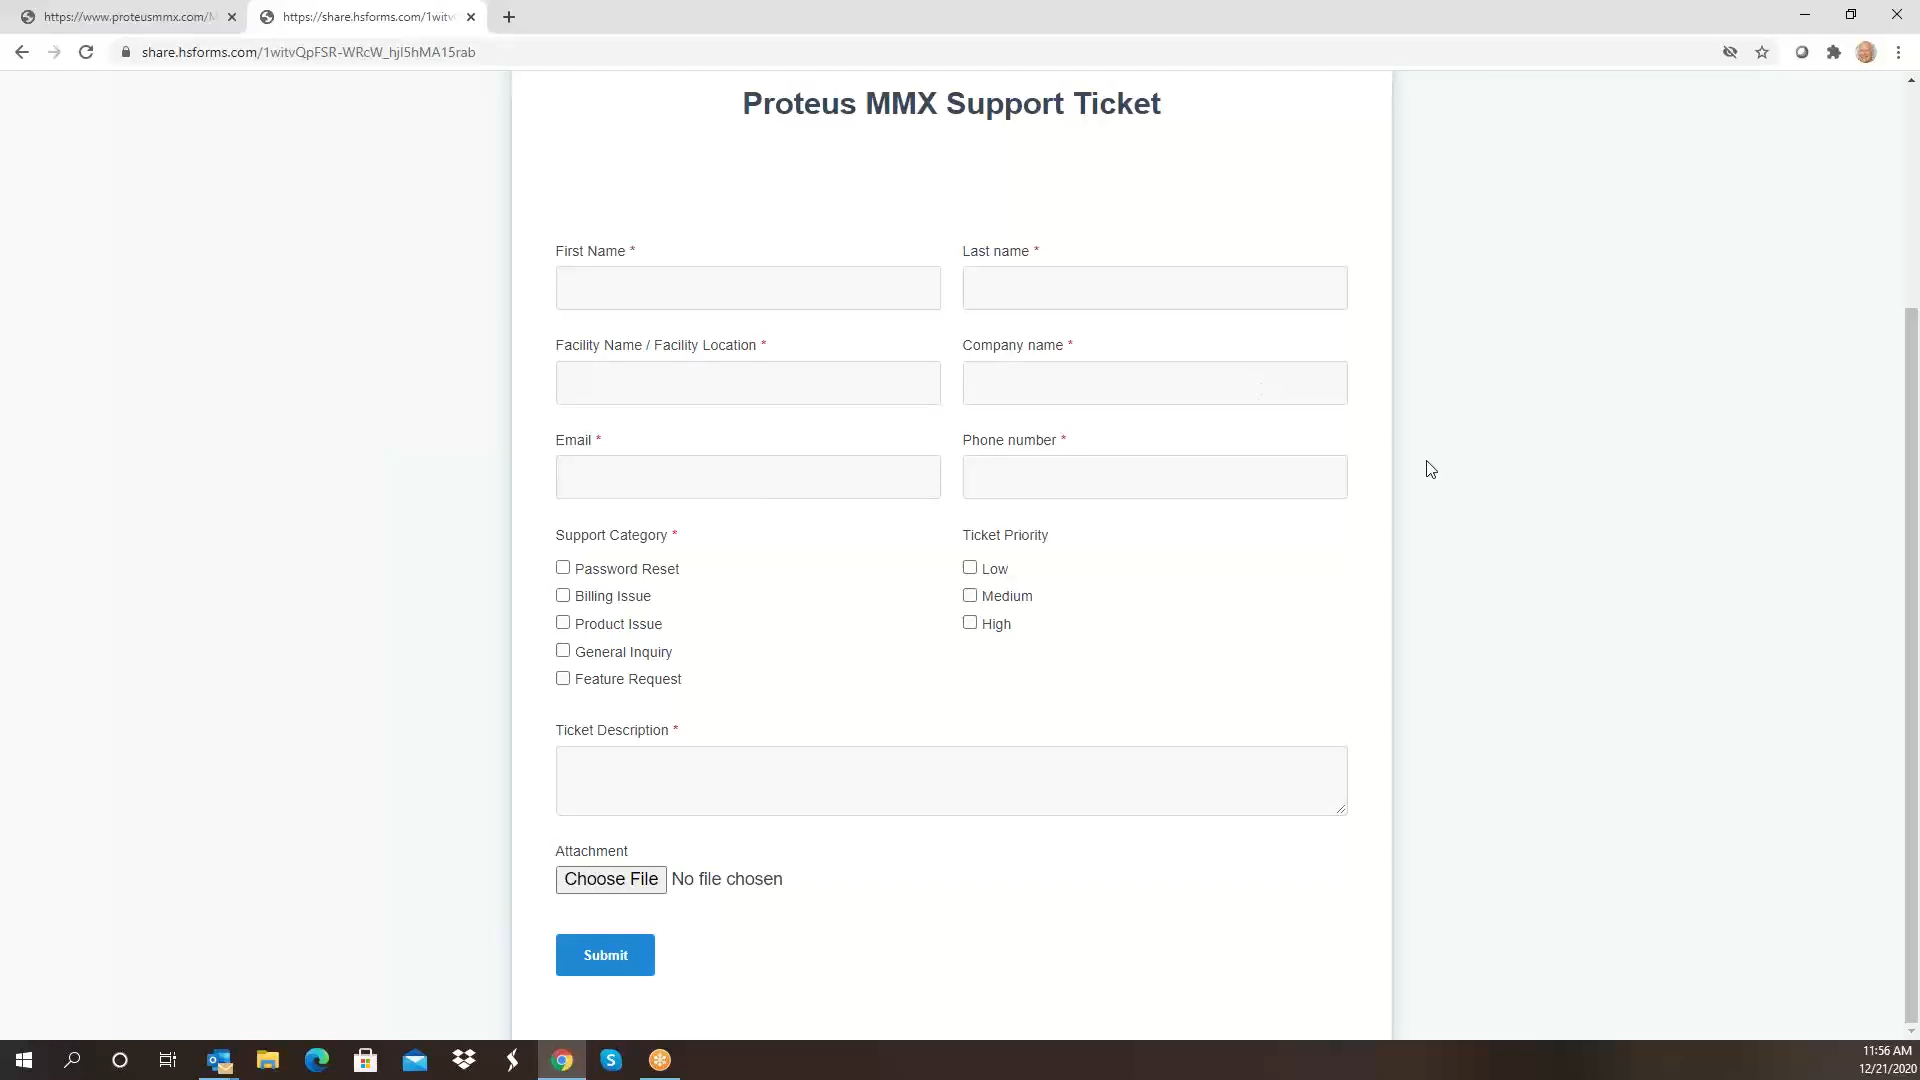 https://www.proteusmmx.com/M
https://share.hsforms.com/1witv
share.hsforms.com/1witvQpFSR-WRcW_hjI5hMA15rab
Proteus MMX Support Ticket
First Name *
Last name *
Facility Name / Facility Location *
Company name *
Email *
Phone number *
Support Category *
Ticket Priority
Password Reset
Low
Billing Issue
Medium
Product Issue
High
General Inquiry
Feature Request
Ticket Description *
Attachment
Choose File No file chosen
Submit
11:56 AM
12/21/2020